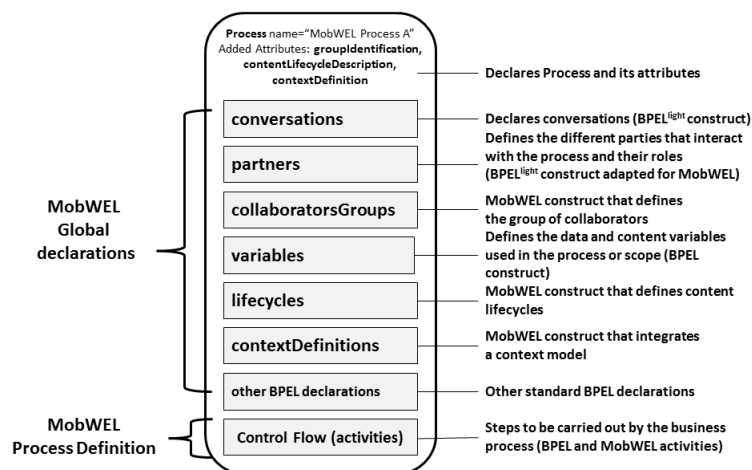 Process name="MobWEL Process A"
Added Attributes: groupIdentification,
contentLifecycleDescription,
contextDefinition
Declares Process and its attributes
conversations
Declares conversations (BPELlight construct)
partners
Defines the different parties that interact
with the process and their roles
(BPELlight construct adapted for MobWEL)
MobWEL
Global
declarations
collaboratorsGroups
MobWEL construct that defines
the group of collaborators
variables
Defines the data and content variables
used in the process or scope (BPEL
construct)
lifecycles
MobWEL construct that defines content
lifecycles
contextDefinitions
MobWEL construct that integrates
a context model
other BPEL declarations
Other standard BPEL declarations
MobWEL
Process Definition
Control Flow (activities)
Steps to be carried out by the business
process (BPEL and MobWEL activities)